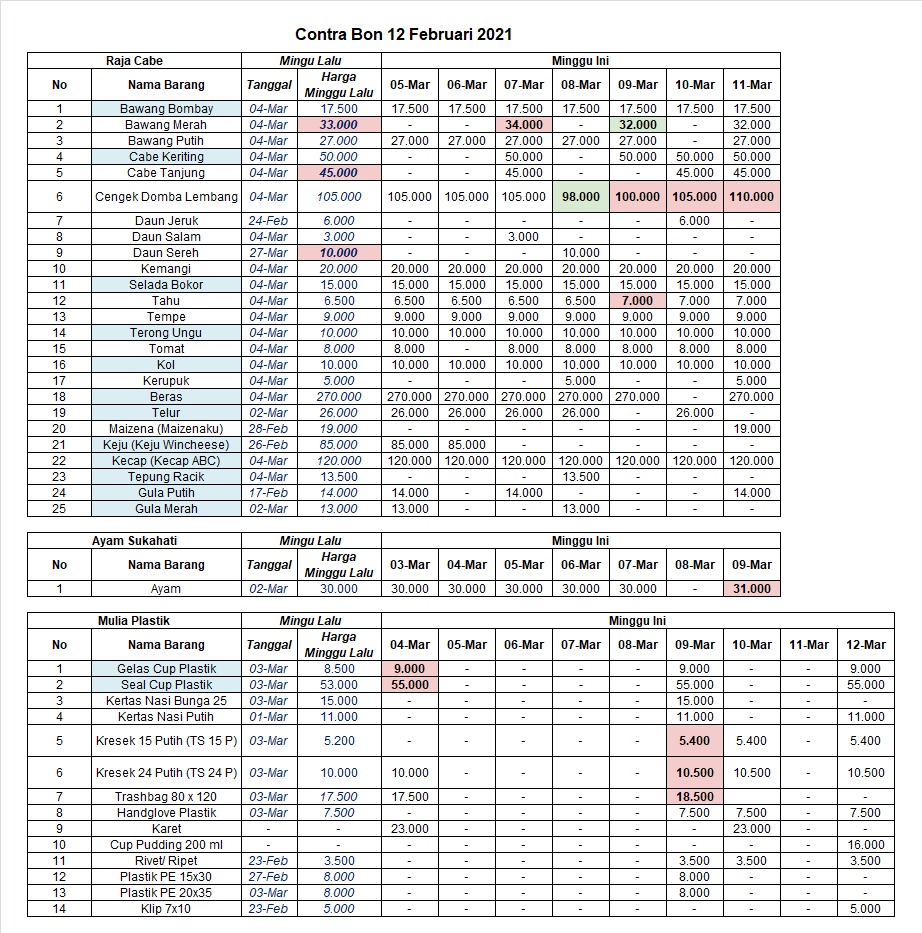 Contra Bon 12 Februari 2021
Raja Cabe Mingu Lalu Minggu Ini
No Nama Barang Tanggal Harga Minggu Lalu 05-Mar 06-Mar 07-Mar 08-Mar 09-Mar 10-Mar 11-Mar
1 Bawang Bombay 04-Mar 17.500 17.500 17.500 17.500 17.500 17.500 17.500 17.500
2 Bawang Merah 04-Mar 33.000 - - 34.000 - 32.000 - 32.000
3 Bawang Putih 04-Mar 27.000 27.000 27.000 27.000 27.000 27.000 - 27.000
4 Cabe Keriting 04-Mar 50.000 - - 50.000 - 50.000 50.000 50.000
5 Cabe Tanjung 04-Mar 45.000 - - 45.000 - - 45.000 45.000
6 Cengek Domba Lembang 04-Mar 105.000 105.000 105.000 105.000 98.000 100.000 105.000 110.000
7 Daun Jeruk 24-Feb 6.000 - - - - - 6.000 -
8 Daun Salam 04-Mar 3.000 - - 3.000 - - - -
9 Daun Sereh 27-Mar 10.000 - - - 10.000 - - -
10 Kemangi 04-Mar 20.000 20.000 20.000 20.000 20.000 20.000 20.000 20.000
11 Selada Bokor 04-Mar 15.000 15.000 15.000 15.000 15.000 15.000 15.000 15.000
12 Tahu 04-Mar 6.500 6.500 6.500 6.500 6.500 7.000 7.000 7.000
13 Tempe 04-Mar 9.000 9.000 9.000 9.000 9.000 9.000 9.000 9.000
14 Terong Ungu 04-Mar 10.000 10.000 10.000 10.000 10.000 10.000 10.000 10.000
15 Tomat 04-Mar 8.000 8.000 - 8.000 8.000 8.000 8.000 8.000
16 Kol 04-Mar 10.000 10.000 10.000 10.000 10.000 10.000 10.000 10.000
17 Kerupuk 04-Mar 5.000 - - - 5.000 - - 5.000
18 Beras 04-Mar 270.000 270.000 270.000 270.000 270.000 270.000 - 270.000
19 Telur 02-Mar 26.000 26.000 26.000 26.000 26.000 - 26.000 -
20 Maizena (Maizenaku) 28-Feb 19.000 - - - - - - 19.000
21 Keju (Keju Wincheese) 26-Feb 85.000 85.000 85.000 - - - - -
22 Kecap (Kecap ABC) 04-Mar 120.000 120.000 120.000 120.000 120.000 120.000 120.000 120.000
23 Tepung Racik 04-Mar 13.500 - - - 13.500 - - -
24 Gula Putih 17-Feb 14.000 14.000 - 14.000 - - - 14.000
25 Gula Merah 02-Mar 13.000 13.000 - - 13.000 - - -
Ayam Sukahati Mingu Lalu Minggu Ini
No Nama Barang Tanggal Harga Minggu Lalu 03-Mar 04-Mar 05-Mar 06-Mar 07-Mar 08-Mar 09-Mar
1 Ayam 02-Mar 30.000 30.000 30.000 30.000 30.000 30.000 - 31.000
Mulia Plastik Mingu Lalu Minggu Ini
No Nama Barang Tanggal Harga Minggu Lalu 04-Mar 05-Mar 06-Mar 07-Mar 08-Mar 09-Mar 10-Mar 11-Mar 12-Mar
1 Gelas Cup Plastik 03-Mar 8.500 9.000 - - - - 9.000 - - 9.000
2 Seal Cup Plastik 03-Mar 53.000 55.000 - - - - 55.000 - - 55.000
3 Kertas Nasi Bunga 25 03-Mar 15.000 - - - - - 15.000 - - -
4 Kertas Nasi Putih 01-Mar 11.000 - - - - - 11.000 - - 11.000
5 Kresek 15 Putih (TS 15 P) 03-Mar 5.200 - - - - - 5.400 5.400 - 5.400
6 Kresek 24 Putih (TS 24 P) 03-Mar 10.000 10.000 - - - - 10.500 10.500 - 10.500
7 Trashbag 80 x 120 03-Mar 17.500 17.500 - - - - 18.500 - - -
8 Handglove Plastik 03-Mar 7.500 - - - - - 7.500 7.500 - 7.500
9 Karet - - 23.000 - - - - - 23.000 - -
10 Cup Pudding 200 ml - - - - - - - - - - 16.000
11 Rivet/ Ripet 23-Feb 3.500 - - - - - 3.500 3.500 - 3.500
12 Plastik PE 15x30 27-Feb 8.000 - - - - - 8.000 - - -
13 Plastik PE 20x35 03-Mar 8.000 - - - - - 8.000 - - -
14 Klip 7x10 23-Feb 5.000 - - - - - - - - 5.000